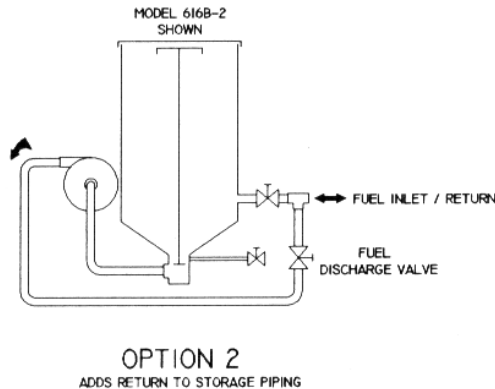 MODEL 616B-2
SHOWN
FUEL INLET / RETURN
FUEL
DISCHARGE VALVE
OPTION 2
ADDS RETURN TO STORAGE PIPING